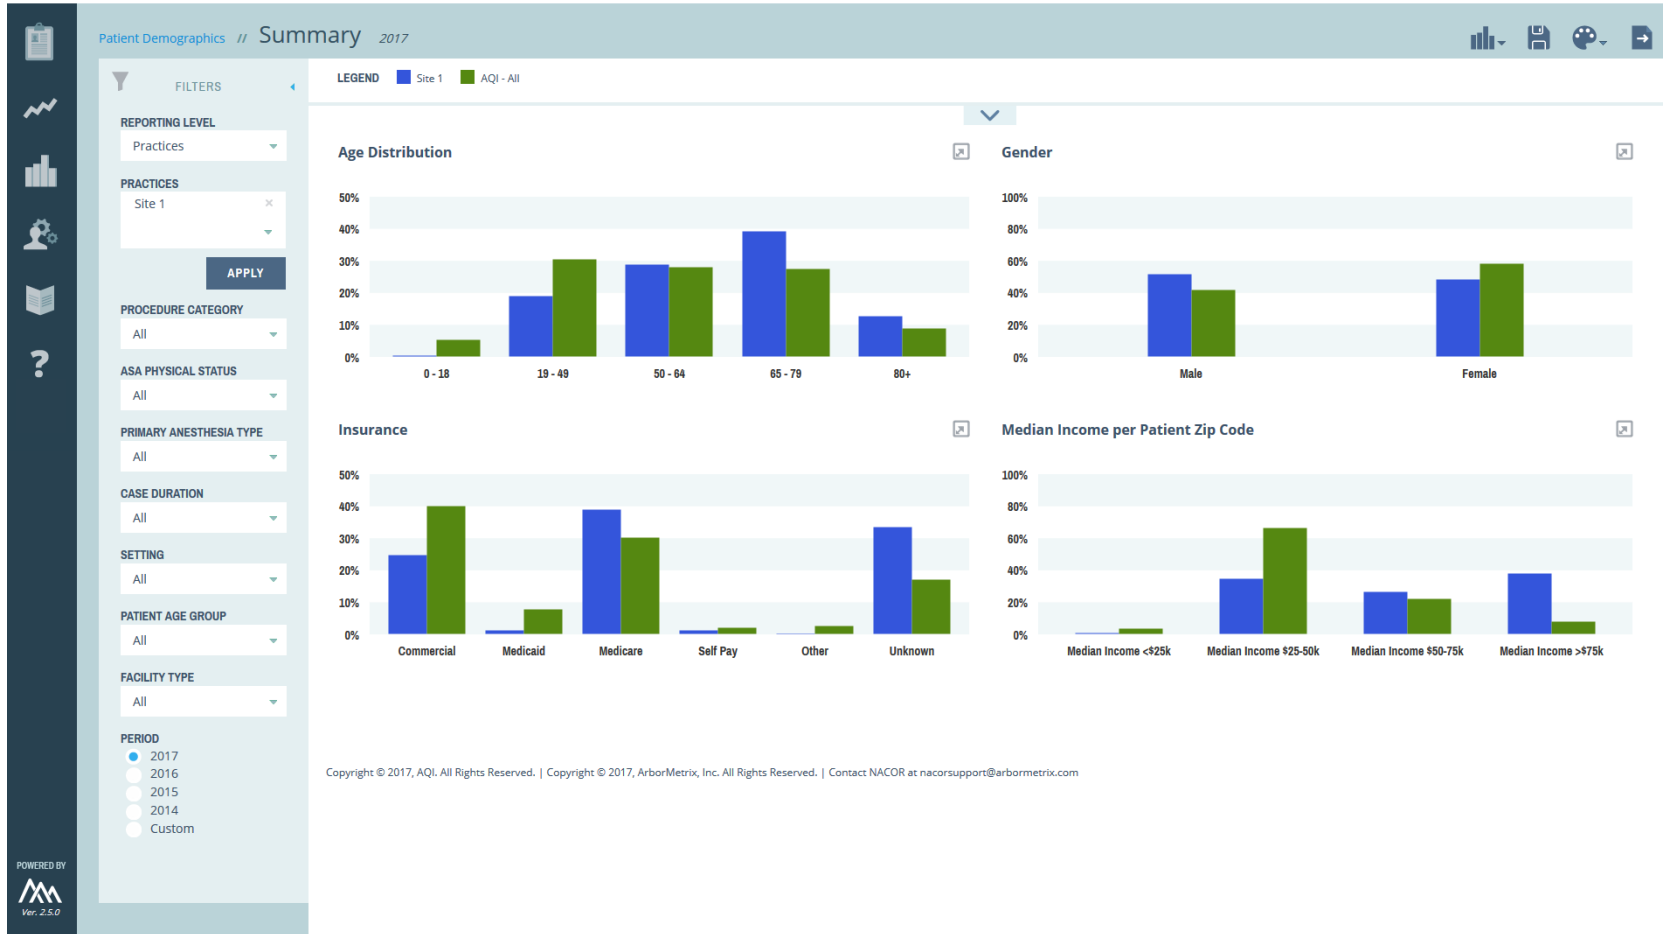 Patient Demographics // Summary 2017
FILTERS
REPORTING LEVEL
Practices
PRACTICES
Site 1 ×
APPLY
PROCEDURE CATEGORY
All
ASA PHYSICAL STATUS
All
PRIMARY ANESTHESIA TYPE
All
CASE DURATION
All
SETTING
All
PATIENT AGE GROUP
All
FACILITY TYPE
All
PERIOD
2017
2016
2015
2014
Custom
POWERED BY
Ver. 2.5.0
LEGEND Site 1 AQI - All
Age Distribution
50%
40%
30%
20%
10%
0%
0 - 18 19 - 49 50 - 64 65 - 79 80+
Gender
100%
80%
60%
40%
20%
0%
Male Female
Insurance
50%
40%
30%
20%
10%
0%
Commercial Medicaid Medicare Self Pay Other Unknown
Median Income per Patient Zip Code
100%
80%
60%
40%
20%
0%
Median Income <$25k Median Income $25-50k Median Income $50-75k Median Income >$75k
Copyright © 2017, AQI. All Rights Reserved. | Copyright © 2017, ArborMetrix, Inc. All Rights Reserved. | Contact NACOR at nacorsupport@arbormetrix.com